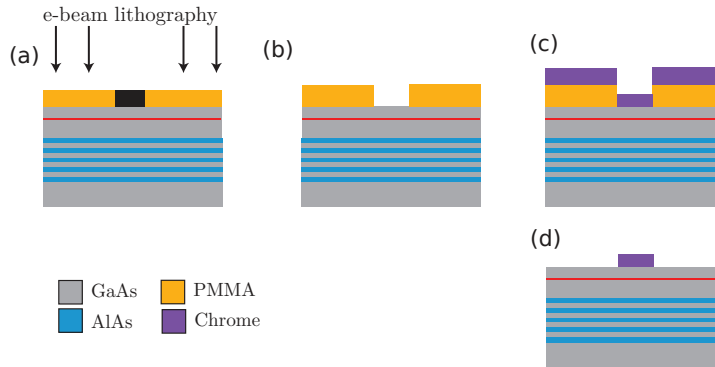 e-beam lithography
(a)
(b)
(c)
(d)
GaAs
PMMA
AlAs
Chrome